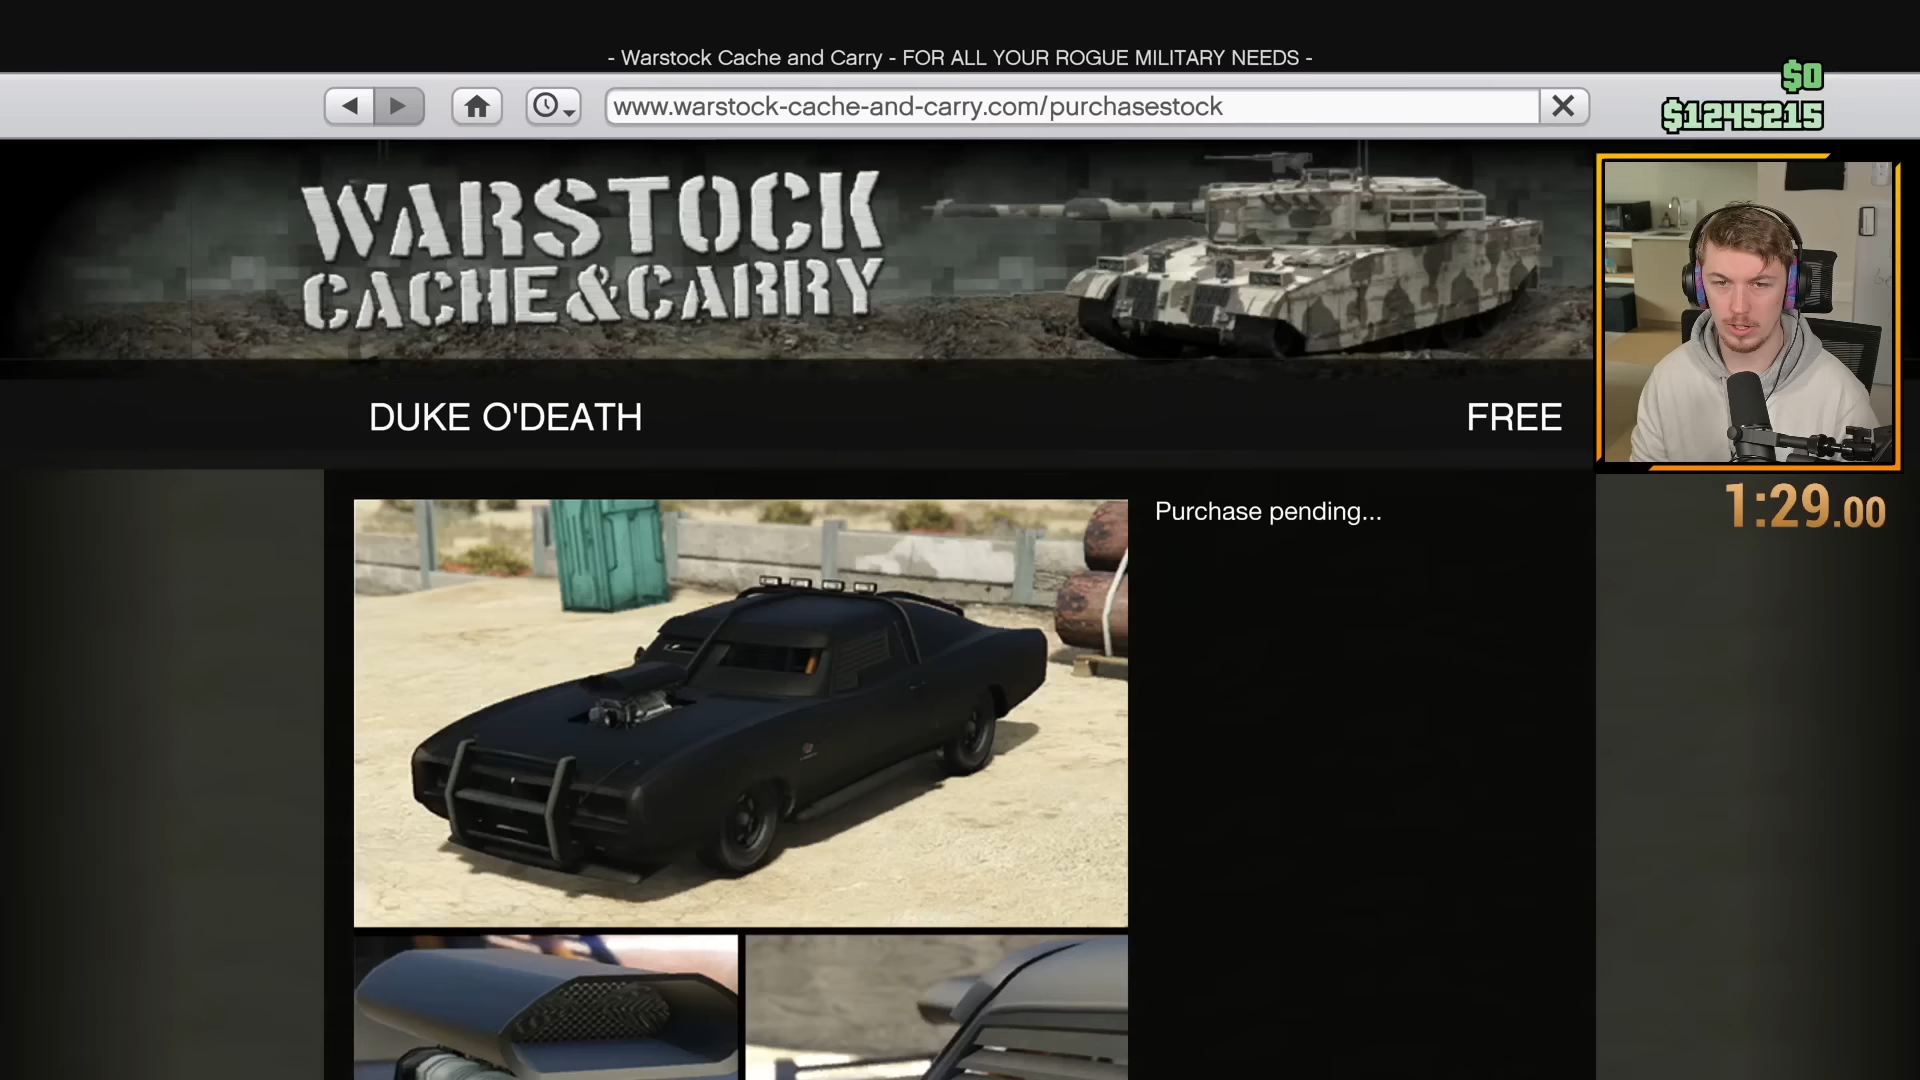 - Warstock Cache and Carry - FOR ALL YOUR ROGUE MILITARY NEEDS -
$0
www.warstock-cache-and-carry.com/purchasestock
$1245215
WARSTOCK
CACHE&CARRY
DUKE O'DEATH
FREE
1:29.00
Purchase pending...